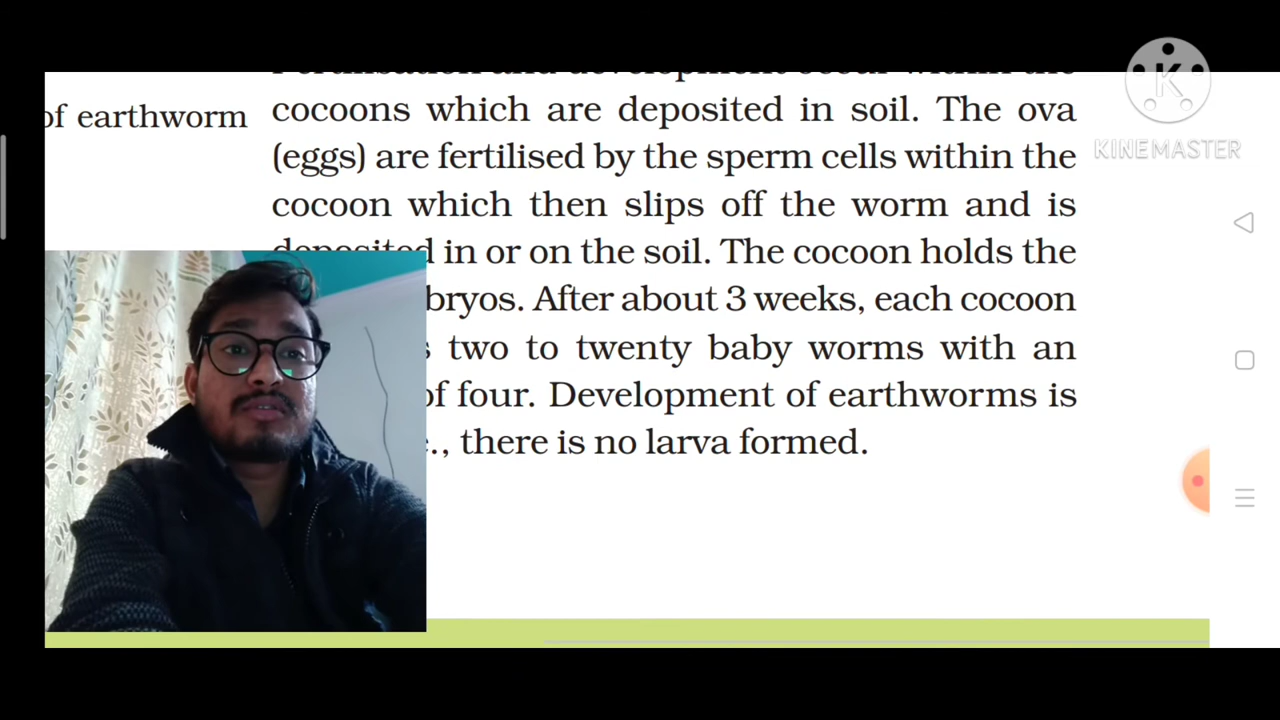 of earthworm
cocoons which are deposited in soil. The ova
(eggs) are fertilised by the sperm cells within the
cocoon which then slips off the worm and is
deposited in or on the soil. The cocoon holds the
bryos. After about 3 weeks, each cocoon
s two to twenty baby worms with an
of four. Development of earthworms is
e., there is no larva formed.
K
KINEMASTER